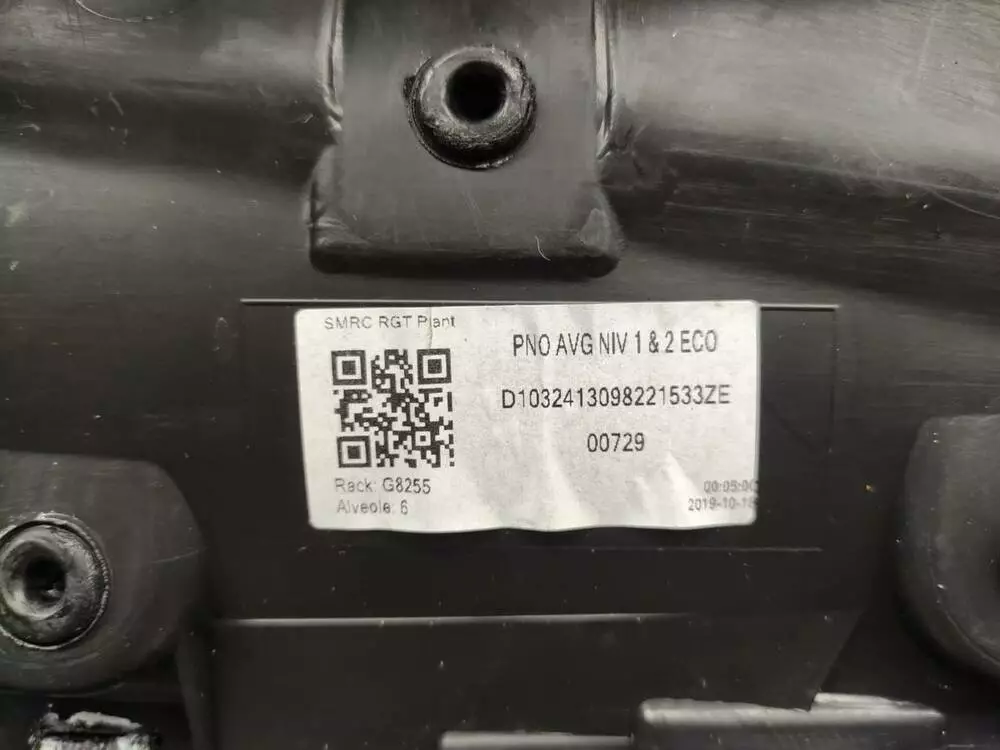 SMRC RGT Plant
PNO AVG NIV 1 & 2 ECO
D1032413098221533ZE
00729
Rack: G8255
Alveole: 6